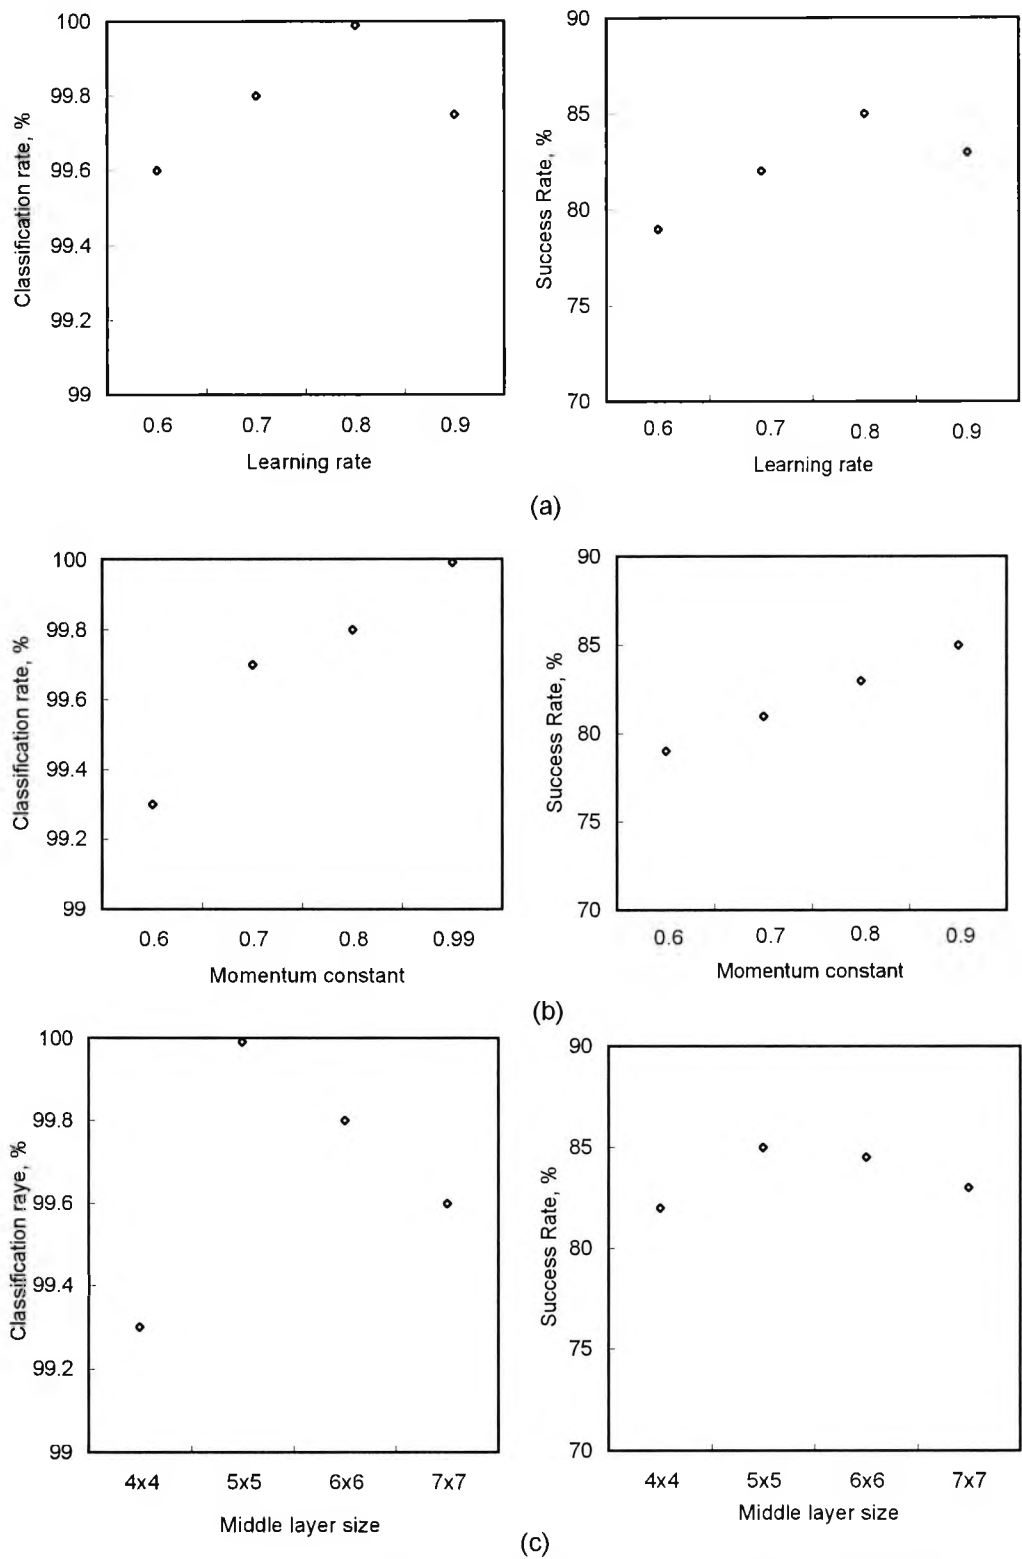 100
99.8
99.6
99.4
99.2
99
Classification rate, %
0.6 0.7 0.8 0.9
Learning rate
90
85
80
75
70
Success Rate, %
0.6 0.7 0.8 0.9
Learning rate
(a)
100
99.8
99.6
99.4
99.2
99
Classification rate, %
0.6 0.7 0.8 0.99
Momentum constant
90
85
80
75
70
Success Rate, %
0.6 0.7 0.8 0.9
Momentum constant
(b)
100
99.8
99.6
99.4
99.2
99
Classification raye, %
4x4 5x5 6x6 7x7
Middle layer size
90
85
80
75
70
Success Rate, %
4x4 5x5 6x6 7x7
Middle layer size
(c)